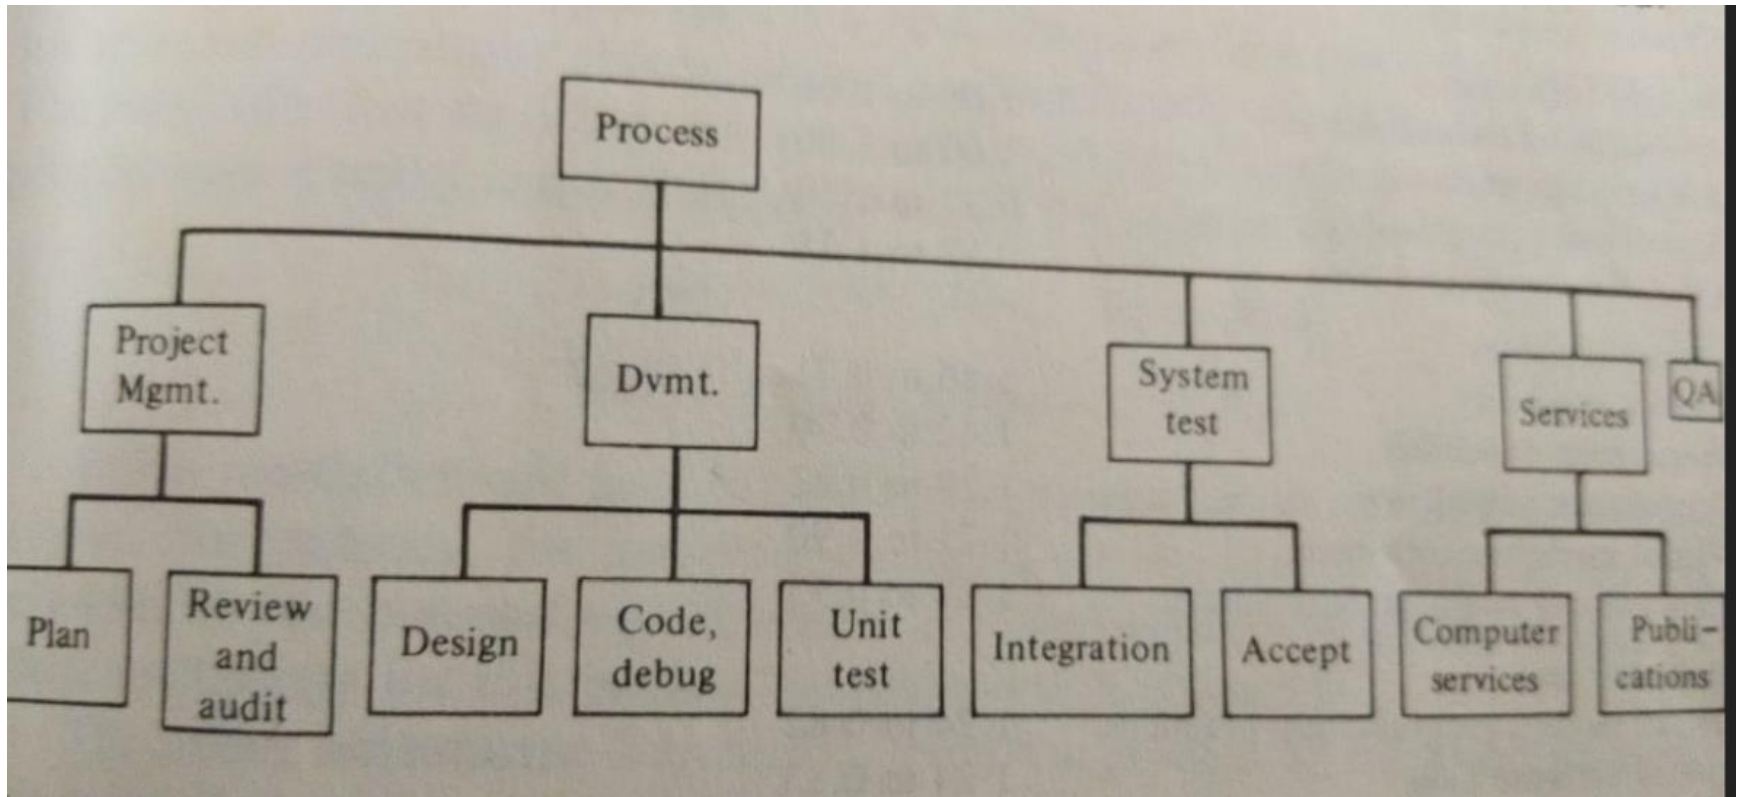 Process
Project
Mgmt.
Dvmt.
System
test
Services
QA
Plan
Review
and
audit
Design
Code,
debug
Unit
test
Integration
Accept
Computer
services
Publi-
cations